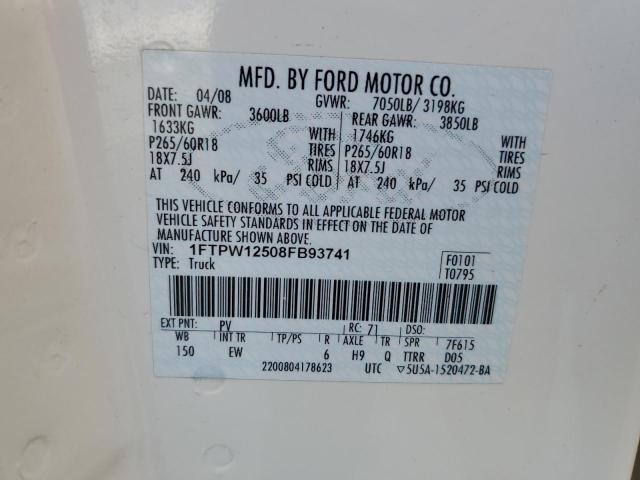 MFD. BY FORD MOTOR CO.
DATE: 04/08 GVWR: 7050LB/ 3198KG
FRONT GAWR: 3600LB REAR GAWR: 3850LB
1633KG WITH 1746KG WITH
P265/60R18 TIRES P265/60R18 TIRES
18X7.5J RIMS 18X7.5J RIMS
AT 240 kPa/ 35 PSI COLD AT 240 kPa/ 35 PSI COLD
THIS VEHICLE CONFORMS TO ALL APPLICABLE FEDERAL MOTOR
VEHICLE SAFETY STANDARDS IN EFFECT ON THE DATE OF
MANUFACTURE SHOWN ABOVE.
VIN: 1FTPW12508FB93741 F0101
TYPE: Truck T0795
EXT PNT: PV RC: 71 DSO:
WB INT TR TP/PS R AXLE TR SPR 7F615
150 EW 6 H9 Q TTRR D05
2200804178623 UTC ▽5U5A-1520472-BA